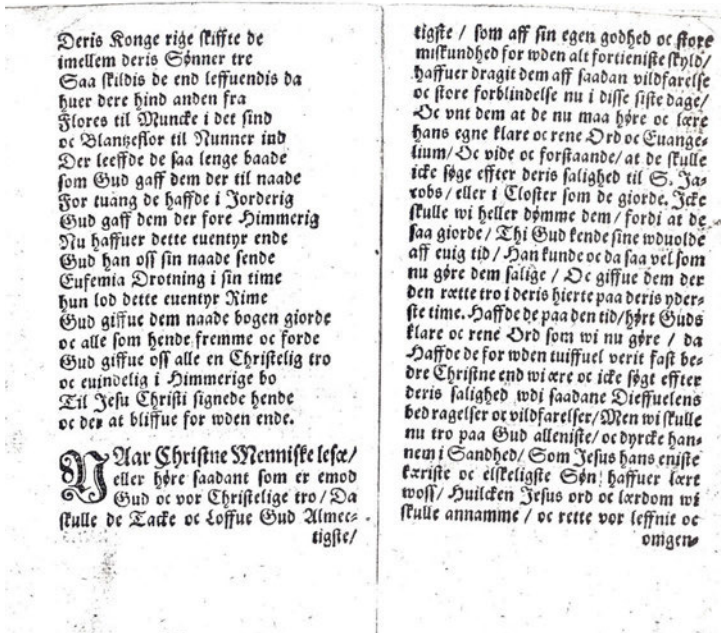 Deris Konge rige skiffte de
imellem deris Sønner tre
Saa skildis de end leffuendis da
huer dere hind anden fra
Flores til Muncke i det sind
oc Blantzeflor til Nunner ind
Der leeffde de saa lenge baade
som Gud gaff dem der til naade
For tuang de haffde i Jorderig
Gud gaff dem der fore Himmerig
Nu haffuer dette euentyr ende
Gud han oss sin naade sende
Eufemia Drotning i sin time
hun lod dette euentyr Rime
Gud giffue dem naade bogen giorde
oc alle som hende fremme oc forde
Gud giffue oss alle en Christelig tro
oc euindelig i Himmerige bo
Til Jesu Christi signede hende
oc der at bliffue for wden ende.
NAar Christne Menniske lesæ/
eller høre saadant som er emod
Gud oc vor Christelige tro/ Da
skulle de Tacke oc Loffue Gud Almec⸗
tigste/
tigste/ som aff sin egen godhed oc store
miskundhed for wden alt fortieniste skyld/
haffuer dragit dem aff saadan vildfarelse
oc store forblindelse nu i disse siste dage/
Oc vnt dem at de nu maa høre oc lære
hans egne klare oc rene Ord oc Euange⸗
lium/ Oc vide oc forstaande/ at de skulle
icke søge effter deris salighed til S. Ja⸗
cobs/ eller i Closter som de giorde. Icke
skulle wi heller dømme dem/ fordi at de
saa giorde/ Thi Gud kende sine wduolde
aff euig tid/ Han kunde oc da saa vel som
nu gøre dem salige/ Oc giffue dem der
den rætte tro i deris hierte paa deris yder⸗
ste time. Haffde de paa den tid/ hørt Guds
klare oc rene Ord som wi nu gøre/ da
Haffde de for wden tuiffuel verit fast be⸗
dre Christne end wi ære oc icke søgt effter
deris salighed wdi saadane Dieffuelens
bedragelser oc vildfarelser/ Men wi skulle
nu tro paa Gud alleniste/ oc dyrcke han⸗
nem i Sandhed/ Som Jesus hans eniste
kæriste oc elskeligste Søn/ haffuer lært
woss/ Huilcken Jesus ord oc lærdom wi
skulle annamme/ oc rette vor leffnit oc
omgen⸗